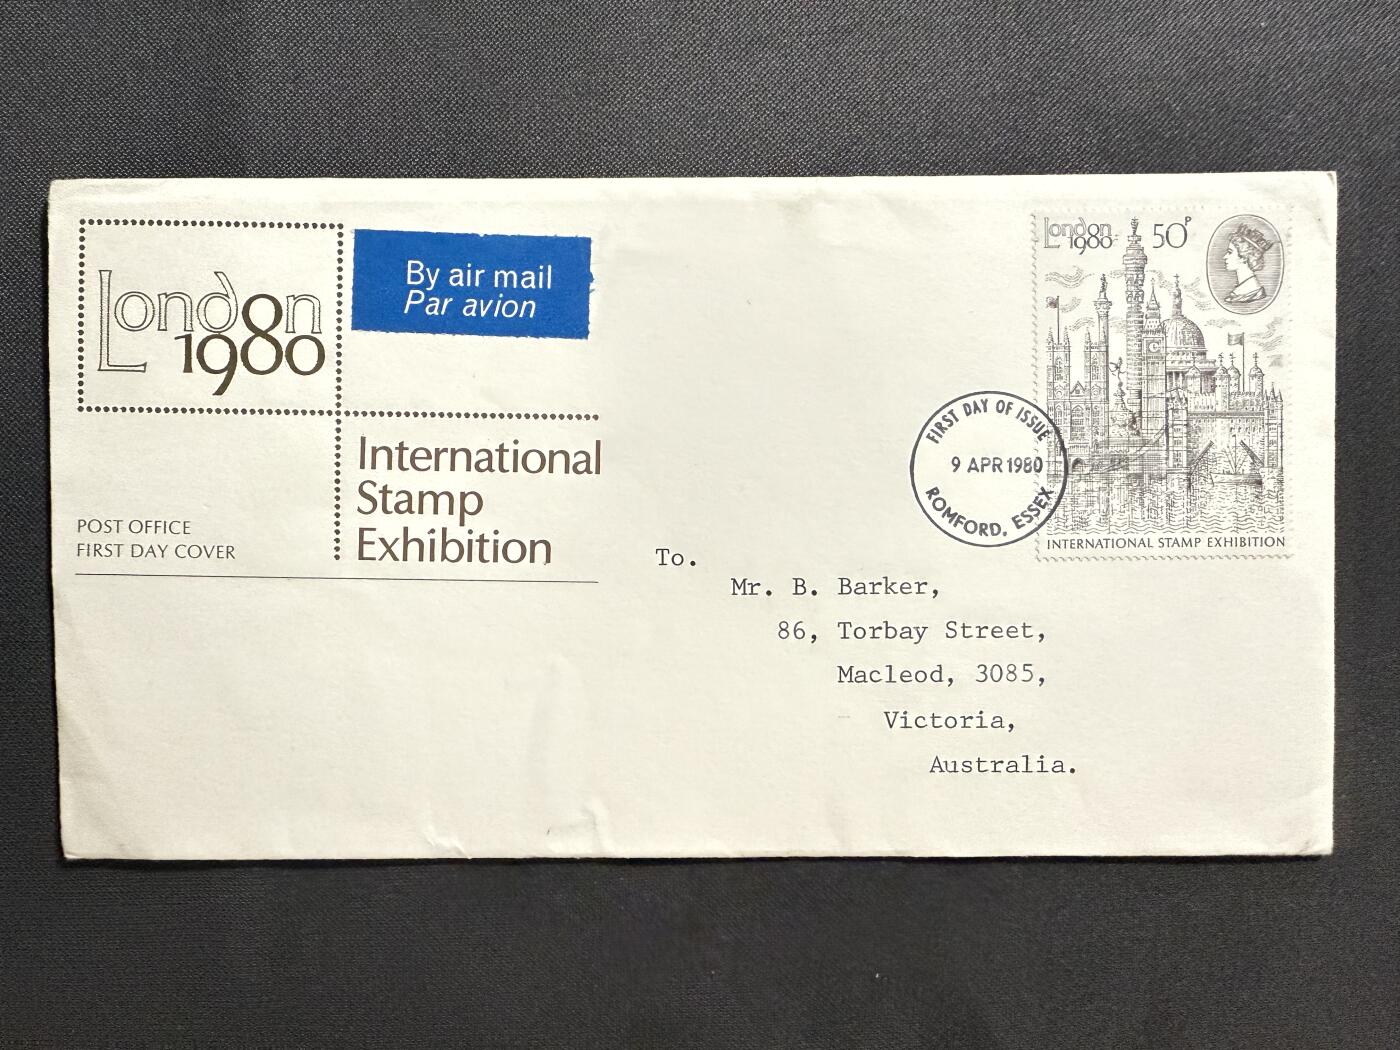 London
1980
By air mail
Par avion
International
Stamp
Exhibition
POST OFFICE
FIRST DAY COVER
London
1980
50P
FIRST DAY OF ISSUE
9 APR 1980
ROMFORD. ESSEX
INTERNATIONAL STAMP EXHIBITION
To.
Mr. B. Barker,
86, Torbay Street,
Macleod, 3085,
Victoria,
Australia.